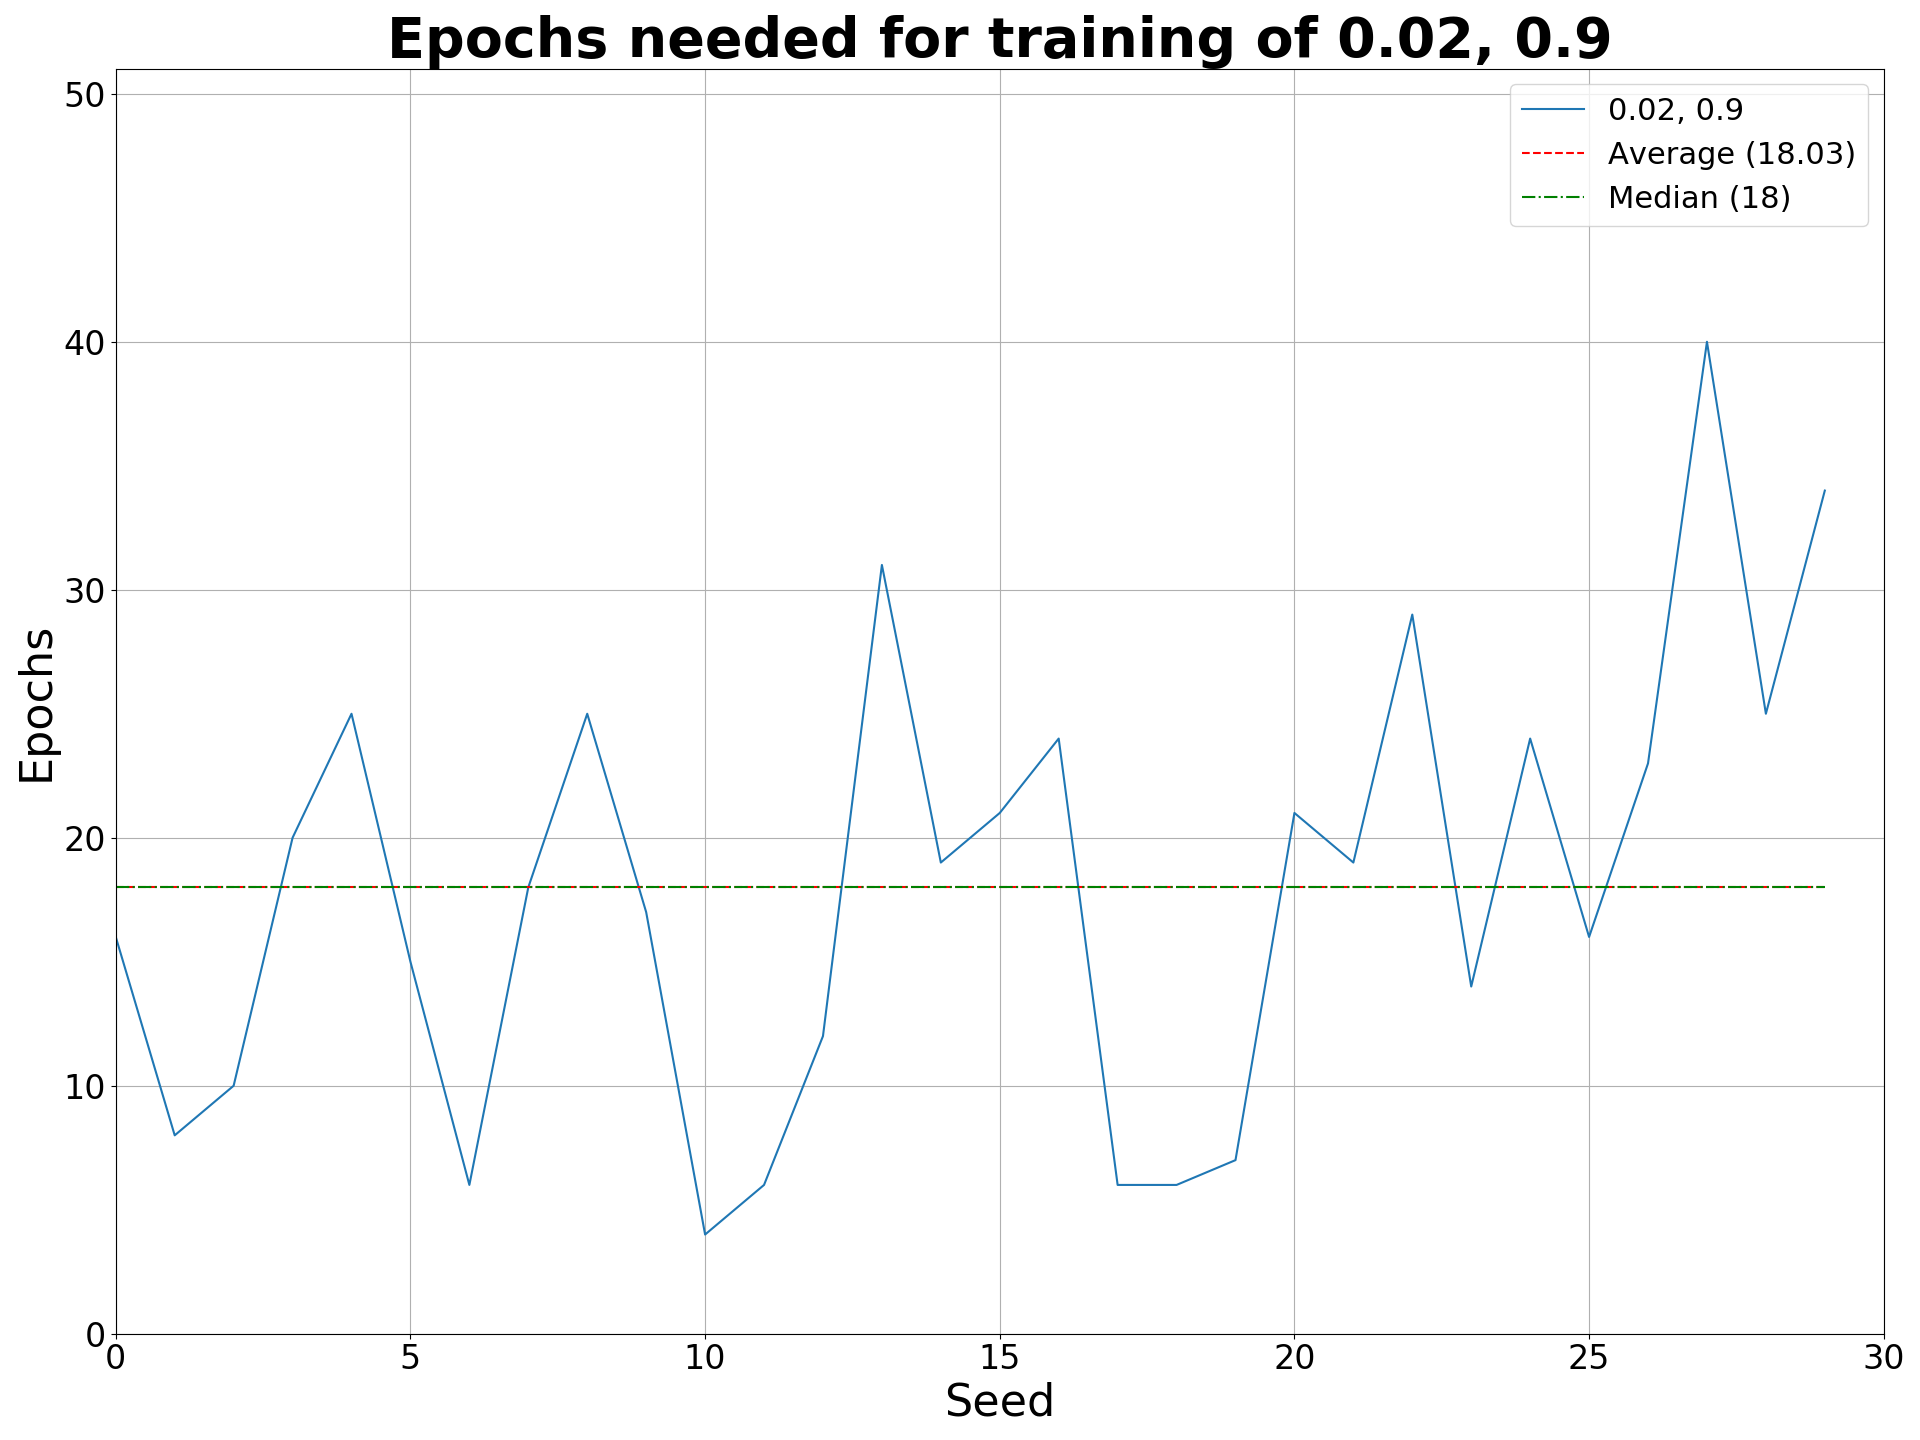 Epochs needed for training of 0.02, 0.9
50
40
30
20
10
0
Epochs
0.02, 0.9
Average (18.03)
Median (18)
0 5 10 15 20 25 30
Seed